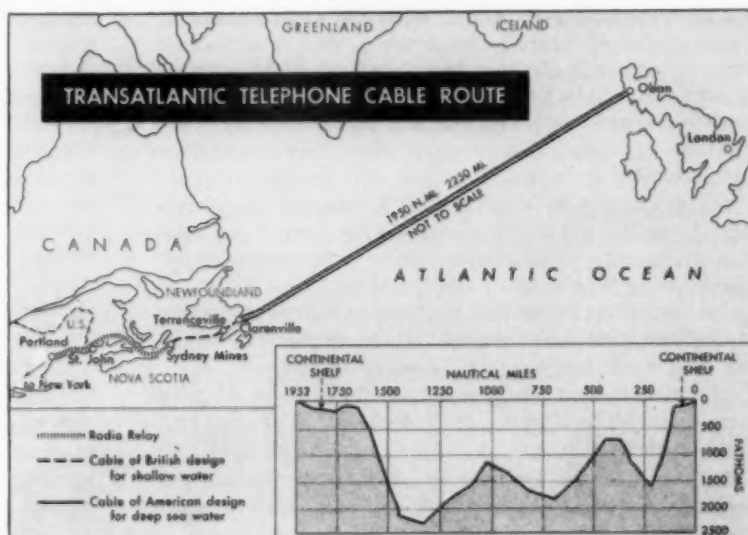 GREENLAND
ICELAND
TRANSATLANTIC TELEPHONE CABLE ROUTE
Oban
London
1950 N. MI. 2250 MI.
NOT TO SCALE
CANADA
ATLANTIC OCEAN
NEWFOUNDLAND
U.S.
Terrenceville
Clarenville
Portland
St. John
Sydney Mines
to New York
NOVA SCOTIA
Radio Relay
Cable of British design
for shallow water
Cable of American design
for deep sea water
CONTINENTAL
SHELF
NAUTICAL MILES
CONTINENTAL
SHELF
1952 1750 1500 1250 1000 750 500 250 0
0
500
1000
1500
2000
2500
FATHOMS